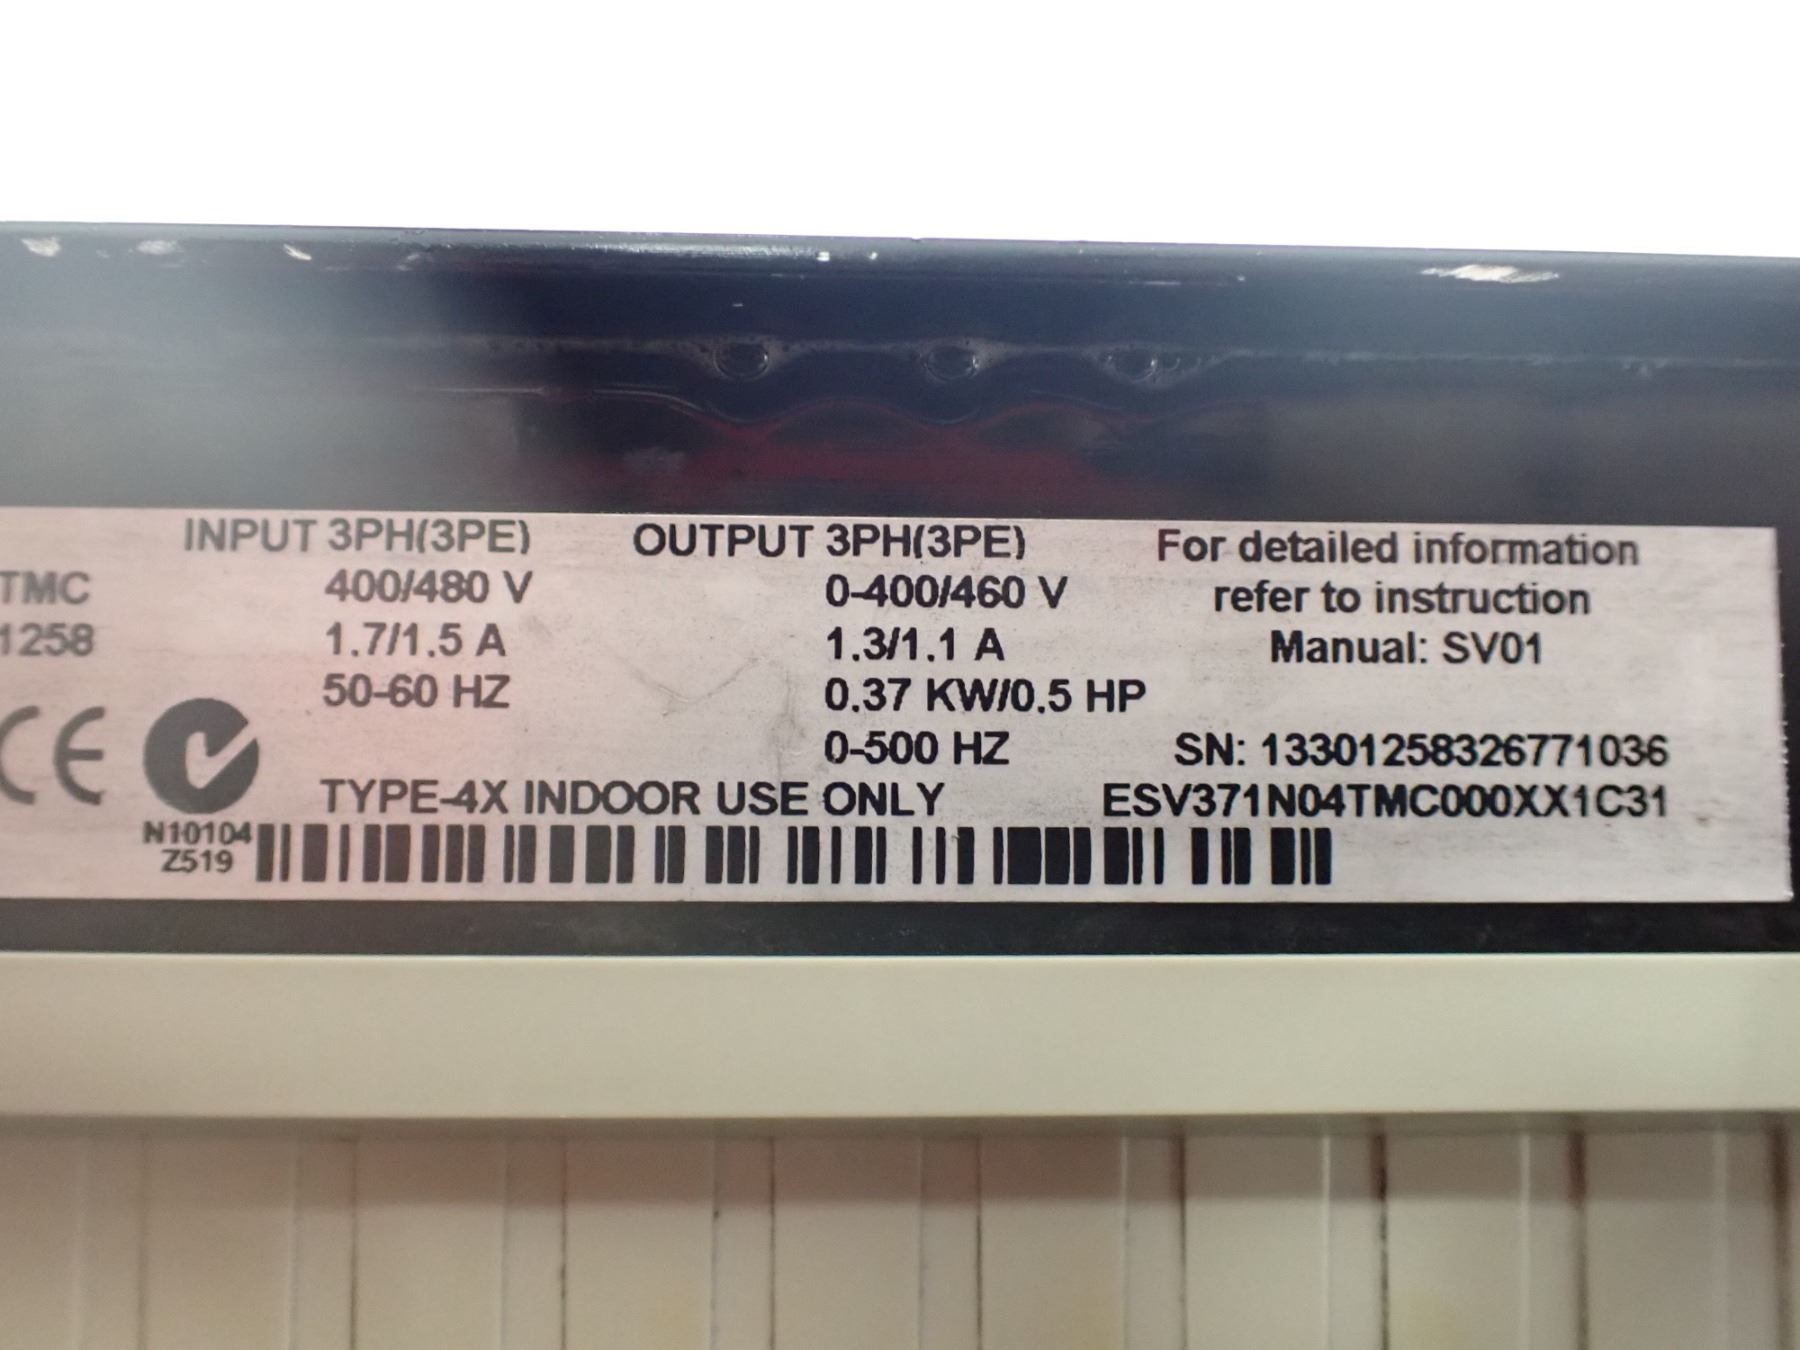 INPUT 3PH(3PE) OUTPUT 3PH(3PE) For detailed information
TMC 400/480 V 0-400/460 V refer to instruction
1258 1.7/1.5 A 1.3/1.1 A Manual: SV01
50-60 HZ 0.37 KW/0.5 HP
CE 0-500 HZ SN: 13301258326771036
TYPE-4X INDOOR USE ONLY ESV371N04TMC000XX1C31
N10104
Z519